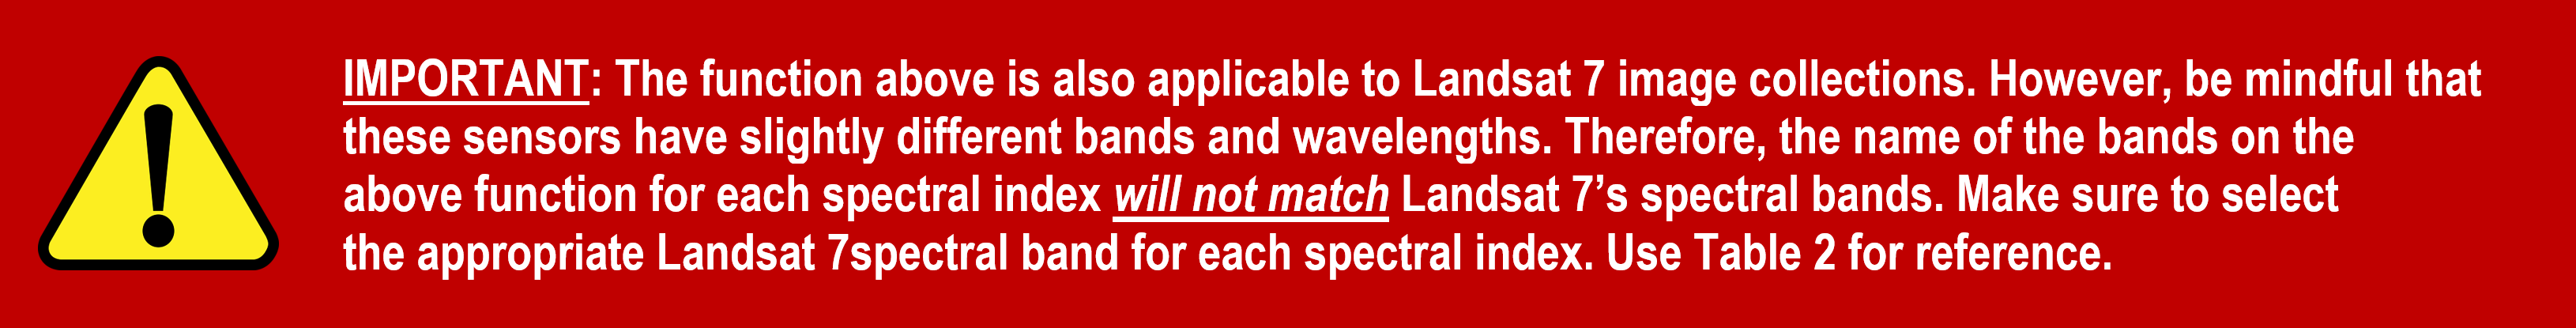 IMPORTANT: The function above is also applicable to Landsat 7 image collections. However, be mindful that
these sensors have slightly different bands and wavelengths. Therefore, the name of the bands on the
above function for each spectral index will not match Landsat 7’s spectral bands. Make sure to select
the appropriate Landsat 7spectral band for each spectral index. Use Table 2 for reference.